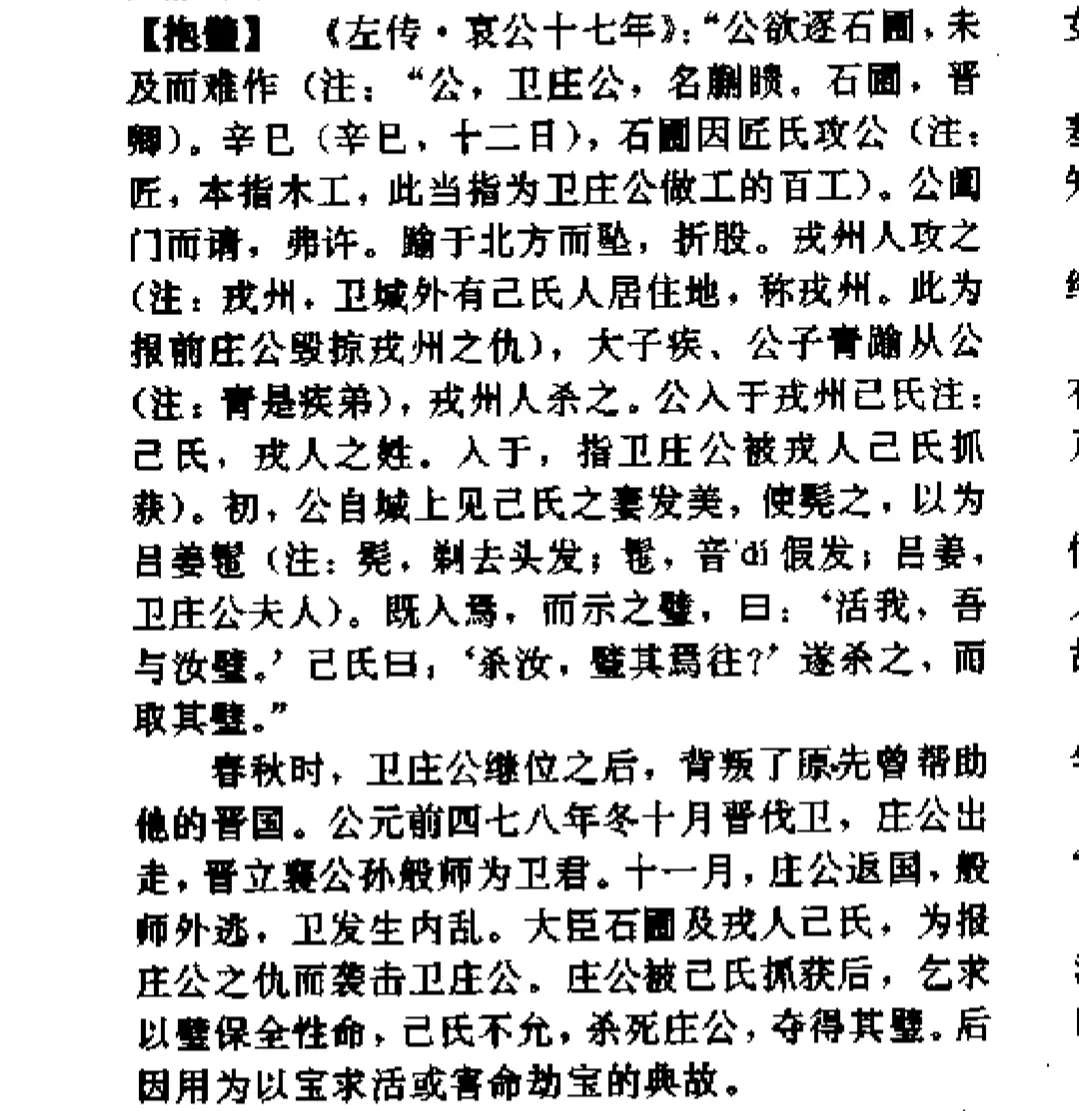 【抱璧】 《左传·哀公十七年》：“公欲逐石圃，未
及而难作（注：“公，卫庄公，名蒯聩。石圃，晋
卿）。辛巳（辛巳，十二日），石圃因匠氏攻公（注：
匠，本指木工，此当指为卫庄公做工的百工）。公阖
门而请，弗许。踰于北方而坠，折股。戎州人攻之
（注：戎州，卫城外有己氏人居住地，称戎州。此为
报前庄公毁掠戎州之仇），大子疾、公子青踰从公
（注：青是疾弟），戎州人杀之。公入于戎州己氏注：
己氏，戎人之姓。入于，指卫庄公被戎人己氏抓
获）。初，公自城上见己氏之妻发美，使髡之，以为
吕姜髢（注：髡，剃去头发；髢，音dí假发；吕姜，
卫庄公夫人）。既入焉，而示之璧，曰：‘活我，吾
与汝璧。’己氏曰：‘杀汝，璧其焉往？’遂杀之，而
取其璧。”
春秋时，卫庄公继位之后，背叛了原先曾帮助
他的晋国。公元前四七八年冬十月晋伐卫，庄公出
走，晋立襄公孙般师为卫君。十一月，庄公返国，般
师外逃，卫发生内乱。大臣石圃及戎人己氏，为报
庄公之仇而袭击卫庄公。庄公被己氏抓获后，乞求
以璧保全性命，己氏不允，杀死庄公，夺得其璧。后
因用为以宝求活或害命劫宝的典故。